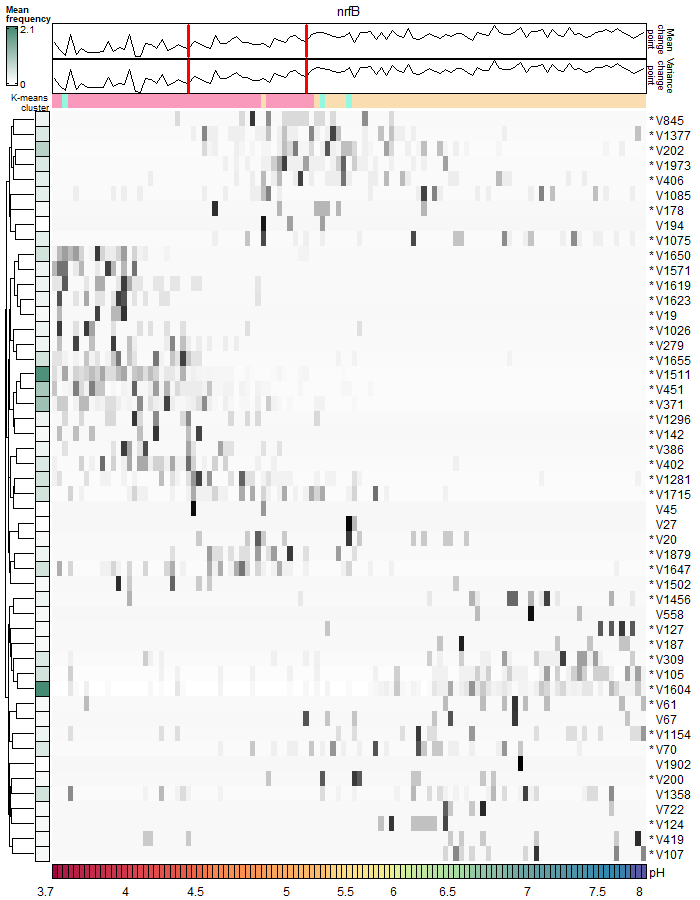 nrfB
Mean
frequency
2.1
0
Mean
change
point
Variance
change
point
K-means
cluster
* V845
* V1377
* V202
* V1973
* V406
V1085
* V178
V194
* V1075
* V1650
* V1571
* V1619
* V1623
* V19
* V1026
* V279
* V1655
* V1511
* V451
* V371
* V1296
* V142
* V386
* V402
* V1281
* V1715
V45
V27
* V20
* V1879
* V1647
* V1502
* V1456
V558
* V127
* V187
* V309
* V105
* V1604
* V61
V67
* V1154
* V70
V1902
* V200
V1358
V722
* V124
* V419
* V107
pH
3.7 4 4.5 5 5.5 6 6.5 7 7.5 8